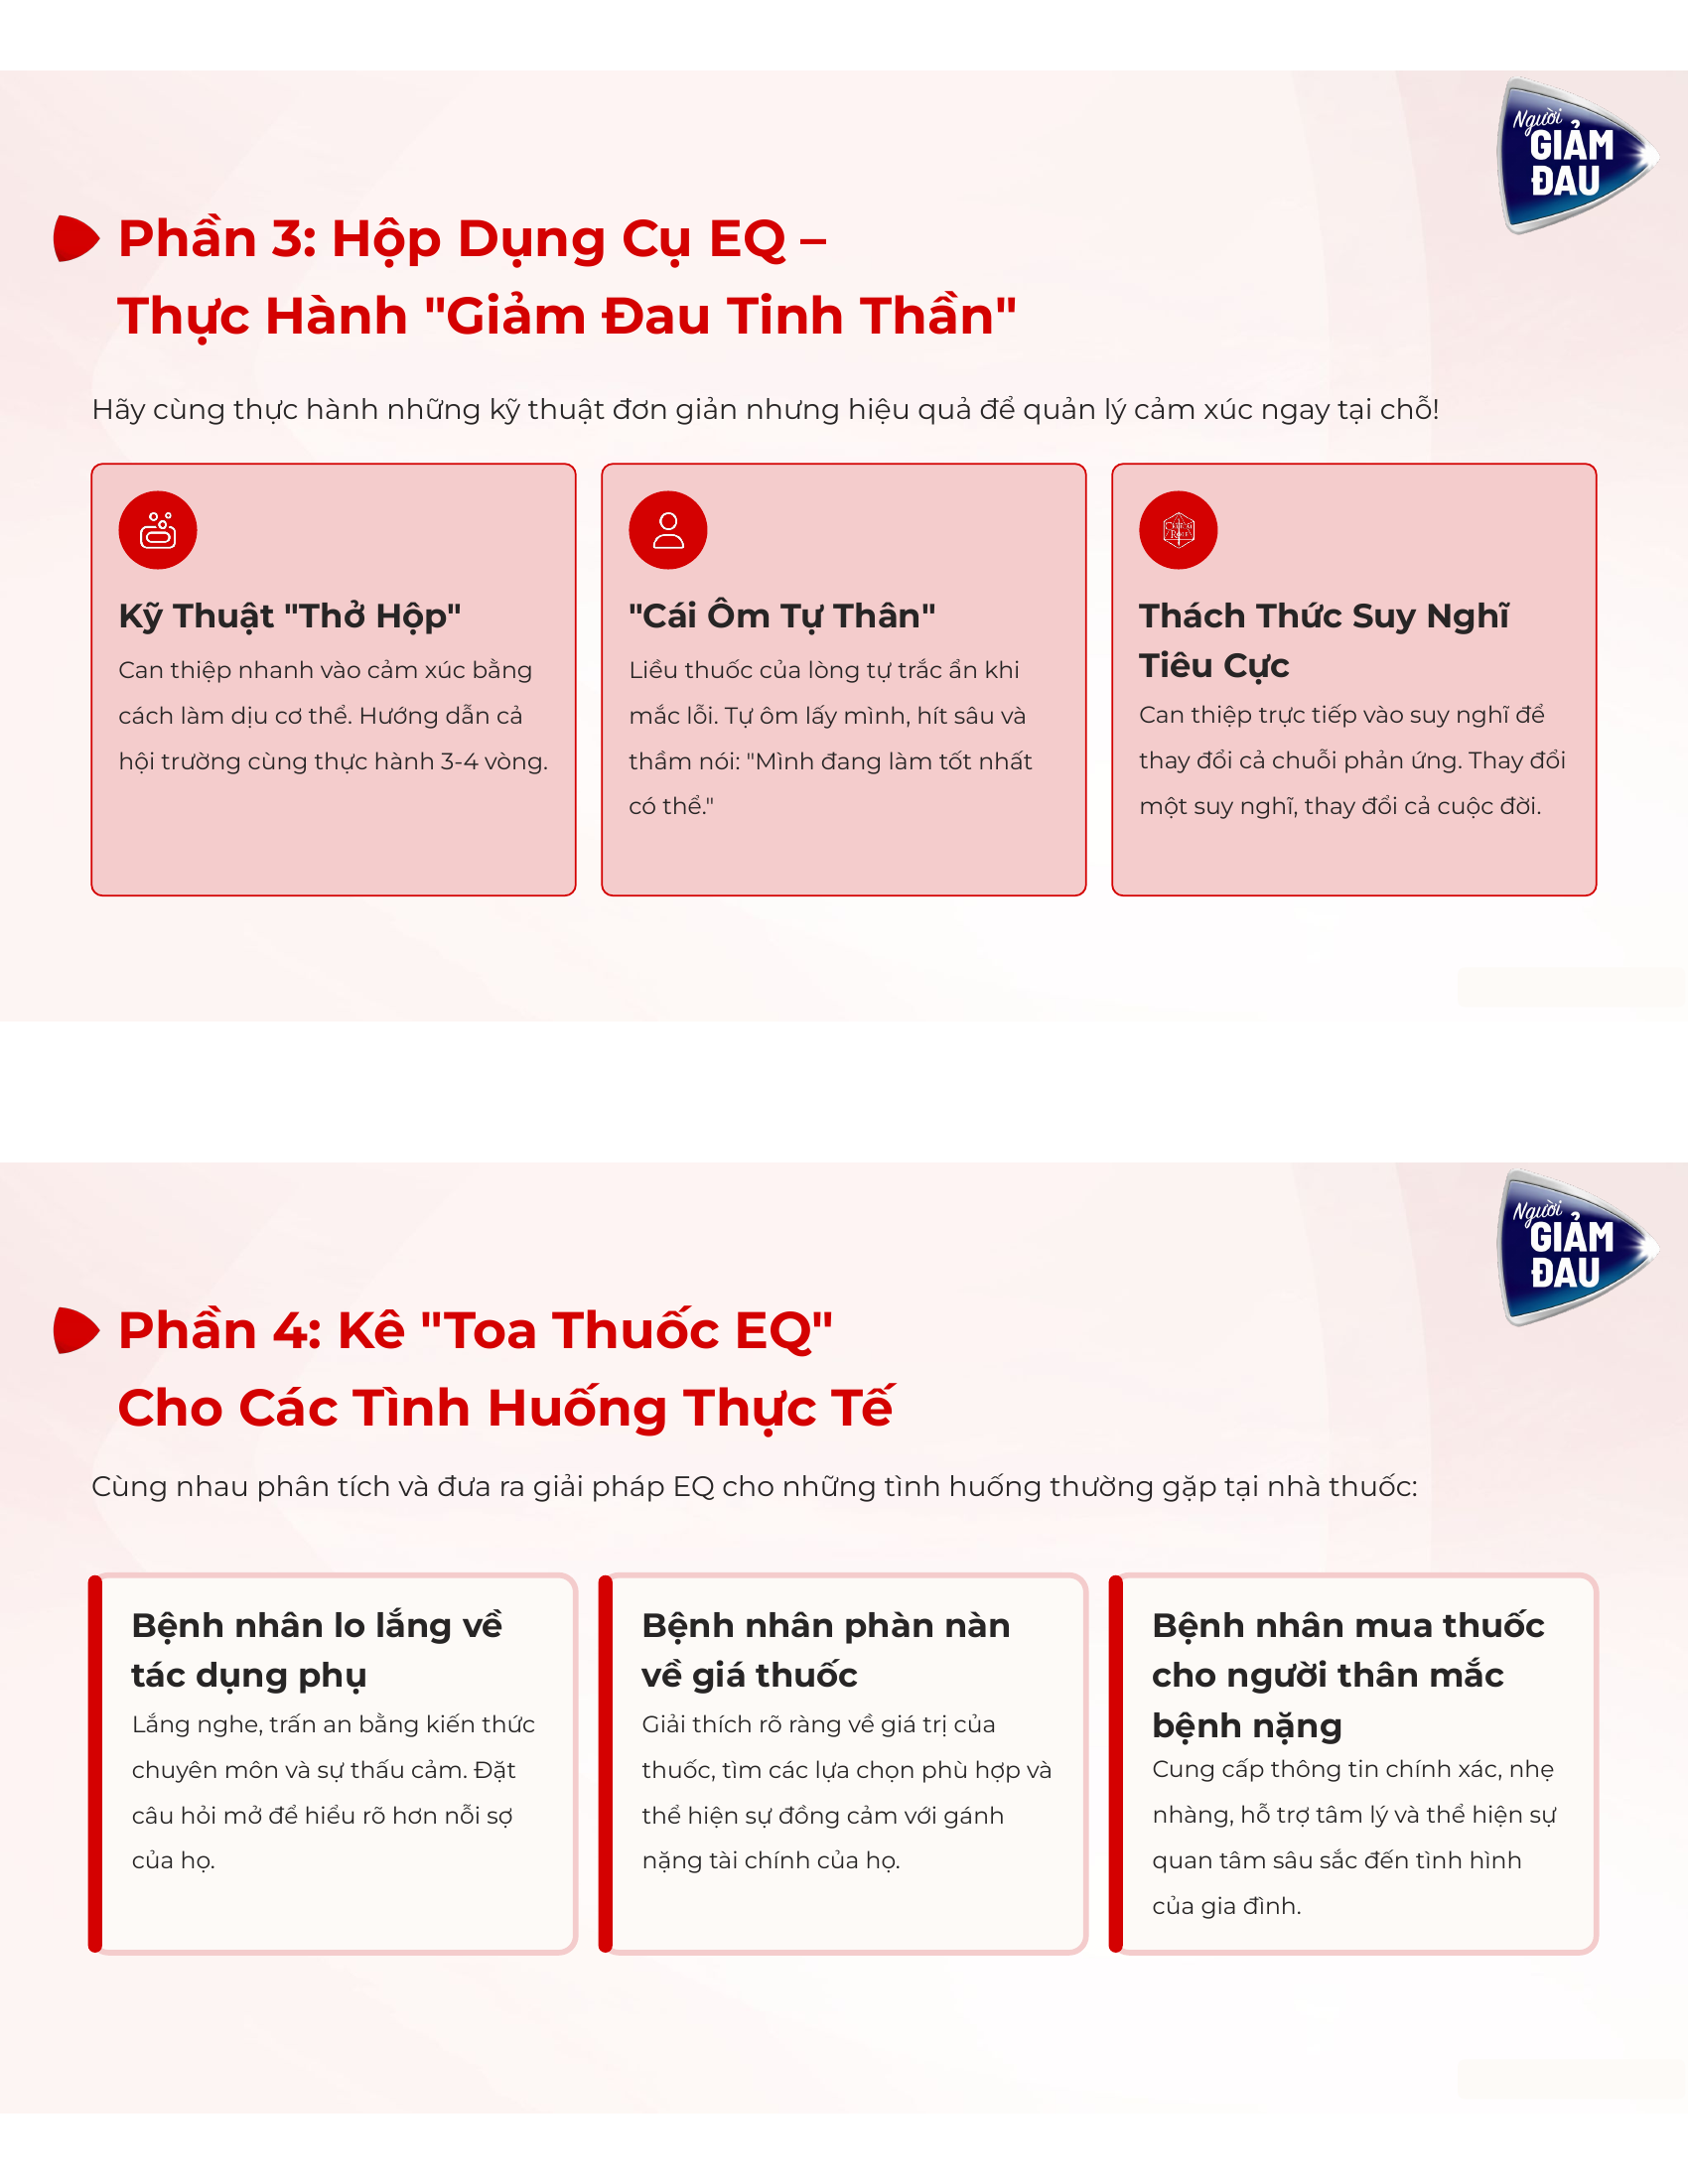 Người
GIẢM
ĐAU
Phần 3: Hộp Dụng Cụ EQ –
Thực Hành "Giảm Đau Tinh Thần"
Hãy cùng thực hành những kỹ thuật đơn giản nhưng hiệu quả để quản lý cảm xúc ngay tại chỗ!
Kỹ Thuật "Thở Hộp"
Can thiệp nhanh vào cảm xúc bằng
cách làm dịu cơ thể. Hướng dẫn cả
hội trường cùng thực hành 3-4 vòng.
"Cái Ôm Tự Thân"
Liều thuốc của lòng tự trắc ẩn khi
mắc lỗi. Tự ôm lấy mình, hít sâu và
thầm nói: "Mình đang làm tốt nhất
có thể."
Thách Thức Suy Nghĩ
Tiêu Cực
Can thiệp trực tiếp vào suy nghĩ để
thay đổi cả chuỗi phản ứng. Thay đổi
một suy nghĩ, thay đổi cả cuộc đời.
Người
GIẢM
ĐAU
Phần 4: Kê "Toa Thuốc EQ"
Cho Các Tình Huống Thực Tế
Cùng nhau phân tích và đưa ra giải pháp EQ cho những tình huống thường gặp tại nhà thuốc:
Bệnh nhân lo lắng về
tác dụng phụ
Lắng nghe, trấn an bằng kiến thức
chuyên môn và sự thấu cảm. Đặt
câu hỏi mở để hiểu rõ hơn nỗi sợ
của họ.
Bệnh nhân phàn nàn
về giá thuốc
Giải thích rõ ràng về giá trị của
thuốc, tìm các lựa chọn phù hợp và
thể hiện sự đồng cảm với gánh
nặng tài chính của họ.
Bệnh nhân mua thuốc
cho người thân mắc
bệnh nặng
Cung cấp thông tin chính xác, nhẹ
nhàng, hỗ trợ tâm lý và thể hiện sự
quan tâm sâu sắc đến tình hình
của gia đình.